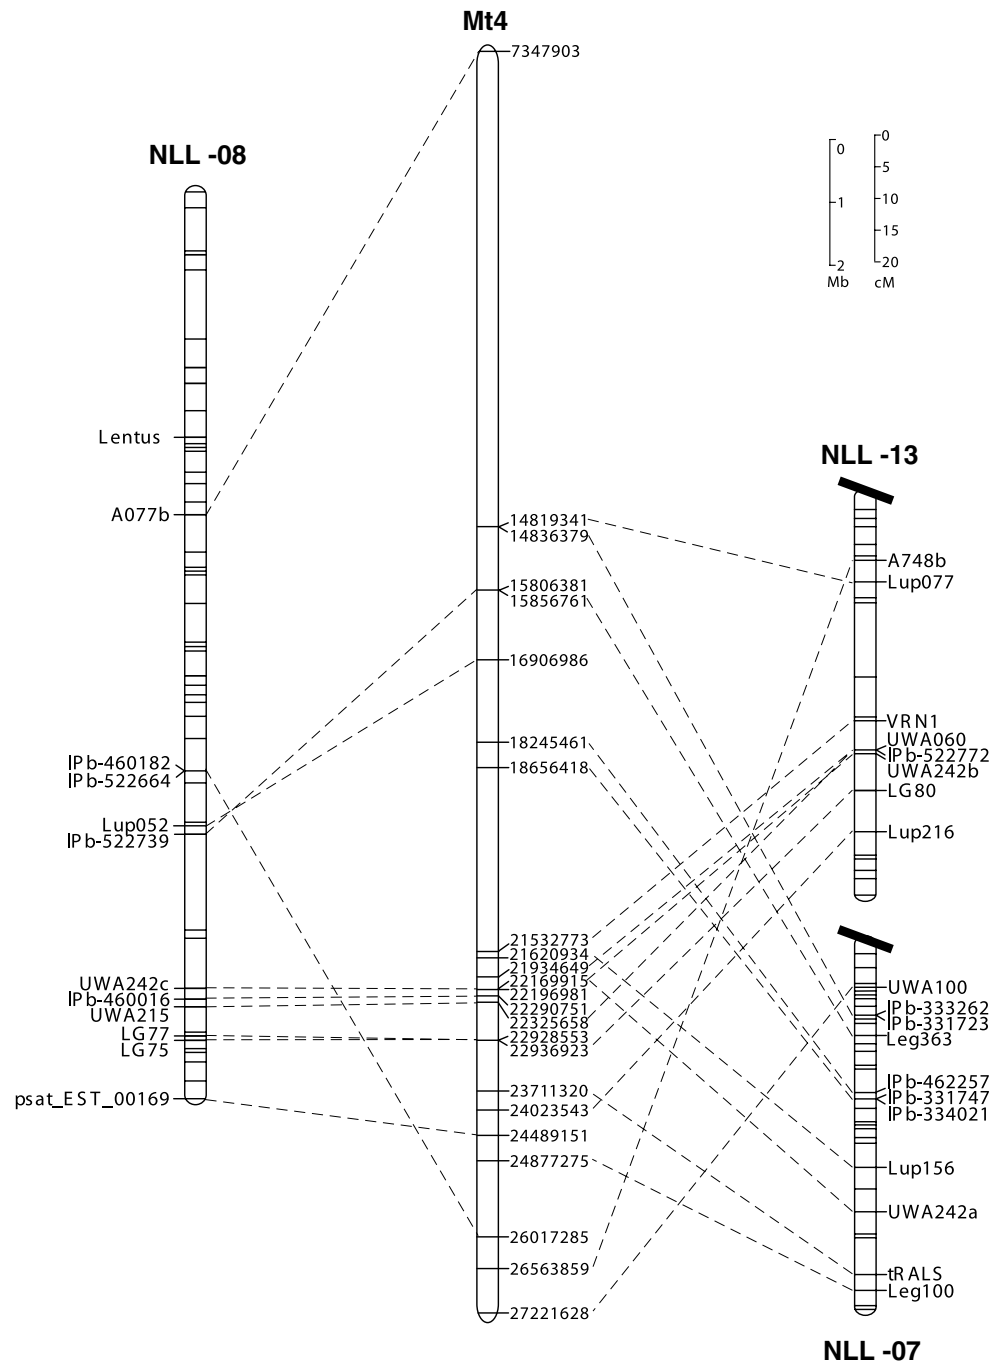 Mt4
7347903
NLL -08
0
1
2
Mb
0
5
10
15
20
cM
Lentus
A077b
IPb-460182
IPb-522664
Lup052
IPb-522739
UWA242c
IPb-460016
UWA215
LG77
LG75
psat_EST_00169
14819341
14836379
15806381
15856761
16906986
18245461
18656418
21532773
21620934
21934649
22169915
22196981
22290751
22325658
22928553
22936923
23711320
24023543
24489151
24877275
26017285
26563859
27221628
NLL -13
A748b
Lup077
VRN1
UWA060
IPb-522772
UWA242b
LG80
Lup216
UWA100
IPb-333262
IPb-331723
Leg363
IPb-462257
IPb-331747
IPb-334021
Lup156
UWA242a
tRALS
Leg100
NLL -07